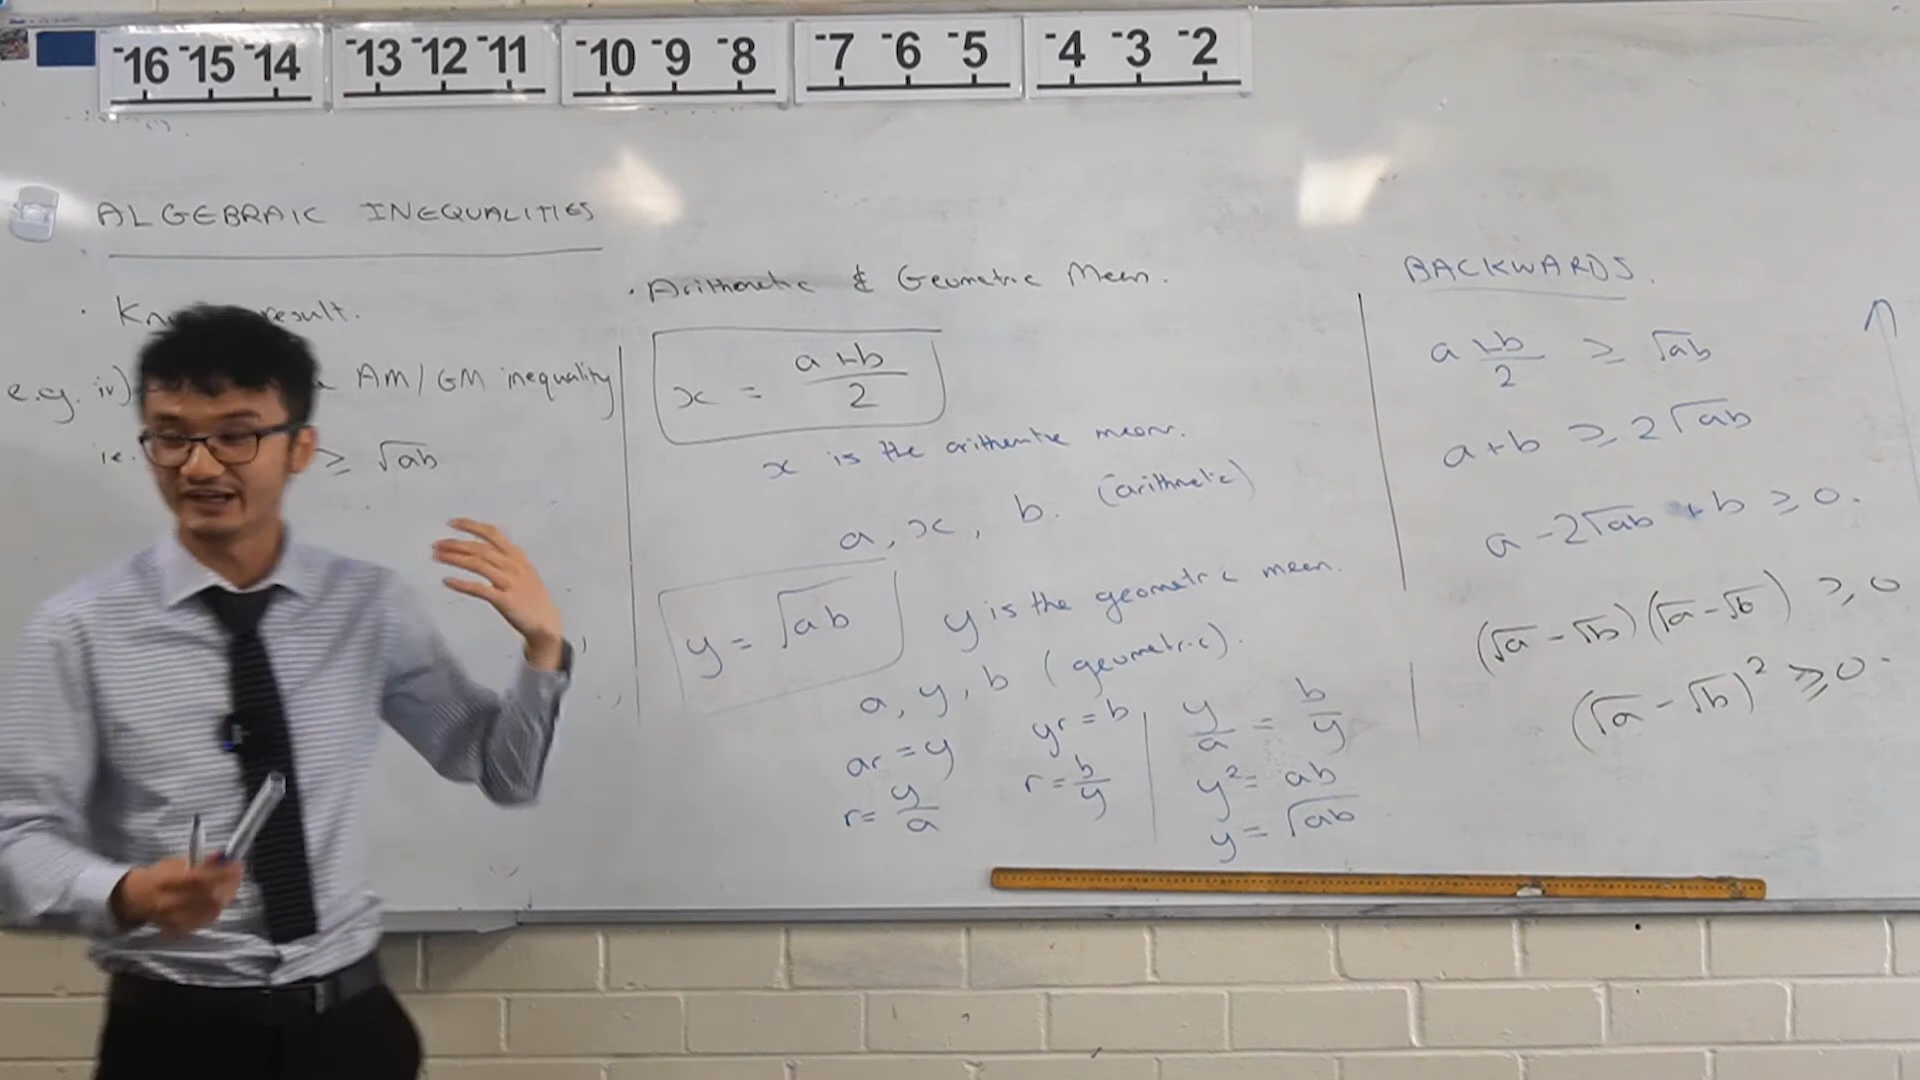 -16 -15 -14 -13 -12 -11 -10 -9 -8 -7 -6 -5 -4 -3 -2
ALGEBRAIC INEQUALITIES
result.
e.g. iv) AM/GM inequality
ie. ≥ √ab
· Arithmetic & Geometric Mean.
x = (a+b)/2
x is the arithmetic mean.
a, x, b. (arithmetic)
y = √ab
y is the geometric mean.
a, y, b (geometric).
ar = y
r = y/a
yr = b
r = b/y
y/a = b/y
y² = ab
y = √ab
BACKWARDS.
(a+b)/2 ≥ √ab
a+b ≥ 2√ab
a - 2√ab + b ≥ 0.
(√a - √b)(√a - √b) ≥ 0
(√a - √b)² ≥ 0.